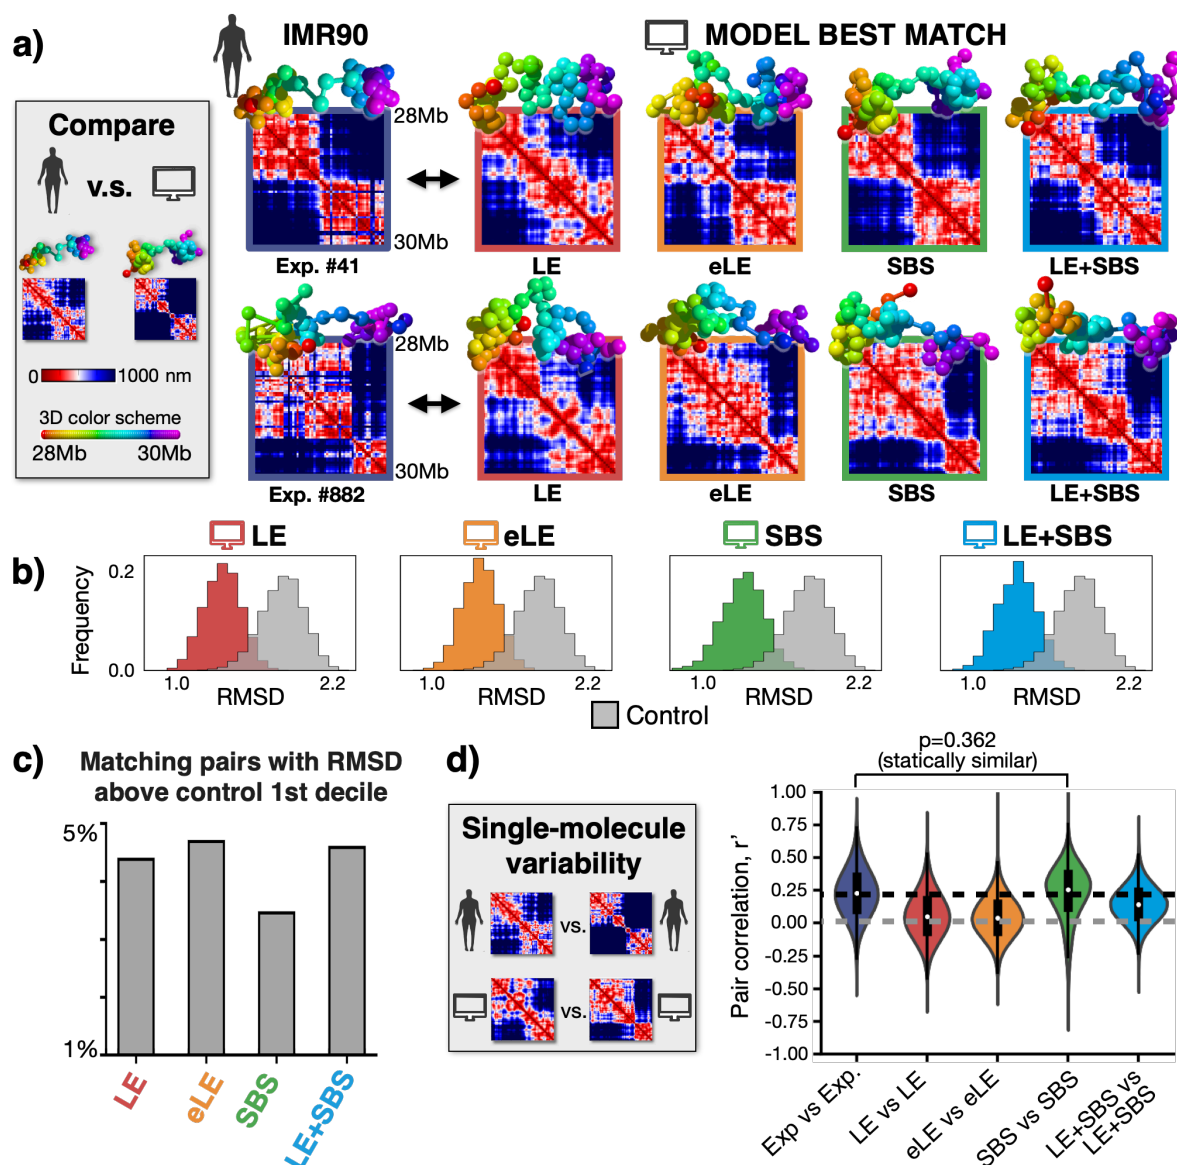 a)
IMR90
MODEL BEST MATCH
Compare
v.s.
0 1000 nm
3D color scheme
28Mb 30Mb
28Mb
30Mb
Exp. #41
LE
eLE
SBS
LE+SBS
28Mb
30Mb
Exp. #882
LE
eLE
SBS
LE+SBS
b)
LE
eLE
SBS
LE+SBS
Frequency
0.2
0.0
1.0 2.2
RMSD
1.0 2.2
RMSD
1.0 2.2
RMSD
1.0 2.2
RMSD
Control
c)
Matching pairs with RMSD
above control 1st decile
5%
1%
LE
eLE
SBS
LE+SBS
d)
Single-molecule
variability
vs.
vs.
p=0.362
(statically similar)
Pair correlation, r’
1.00
0.75
0.50
0.25
0.00
-0.25
-0.50
-0.75
-1.00
Exp vs Exp.
LE vs LE
eLE vs eLE
SBS vs SBS
LE+SBS vs
LE+SBS